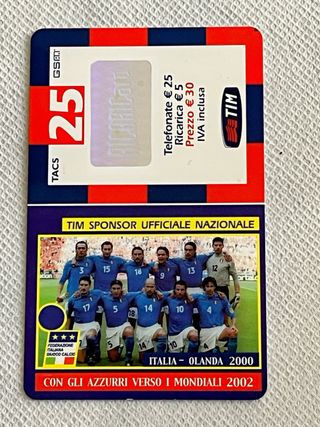 TACS
GSM
25
RICARICARD
Telefonate € 25
Ricarica € 5
Prezzo € 30
IVA inclusa
TIM
TIM SPONSOR UFFICIALE NAZIONALE
FEDERAZIONE
ITALIANA
GIUOCO CALCIO
ITALIA - OLANDA 2000
CON GLI AZZURRI VERSO I MONDIALI 2002